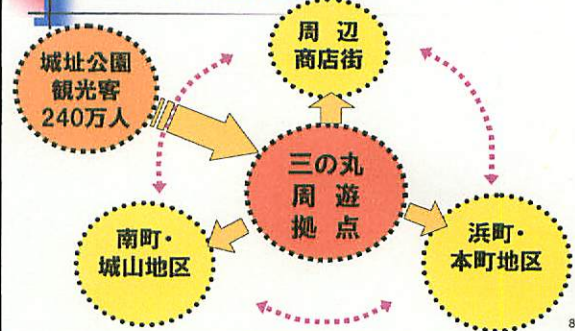 城址公園
観光客
240万人
周辺
商店街
三の丸
周遊
拠点
南町・
城山地区
浜町・
本町地区
8